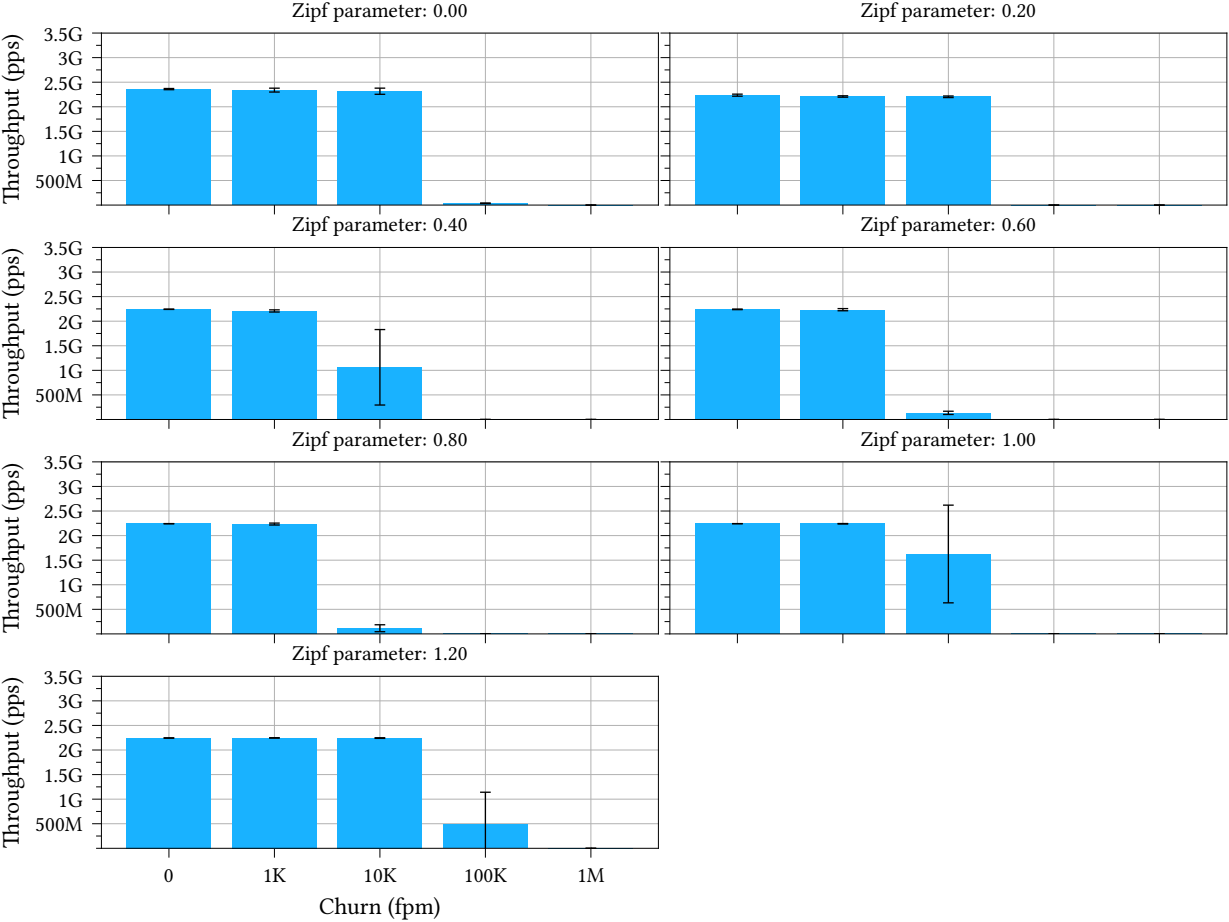 Zipf parameter: 0.00
Zipf parameter: 0.20
Throughput (pps)
3.5G
3G
2.5G
2G
1.5G
1G
500M
Zipf parameter: 0.40
Zipf parameter: 0.60
Throughput (pps)
3.5G
3G
2.5G
2G
1.5G
1G
500M
Zipf parameter: 0.80
Zipf parameter: 1.00
Throughput (pps)
3.5G
3G
2.5G
2G
1.5G
1G
500M
Zipf parameter: 1.20
Throughput (pps)
3.5G
3G
2.5G
2G
1.5G
1G
500M
0 1K 10K 100K 1M
Churn (fpm)